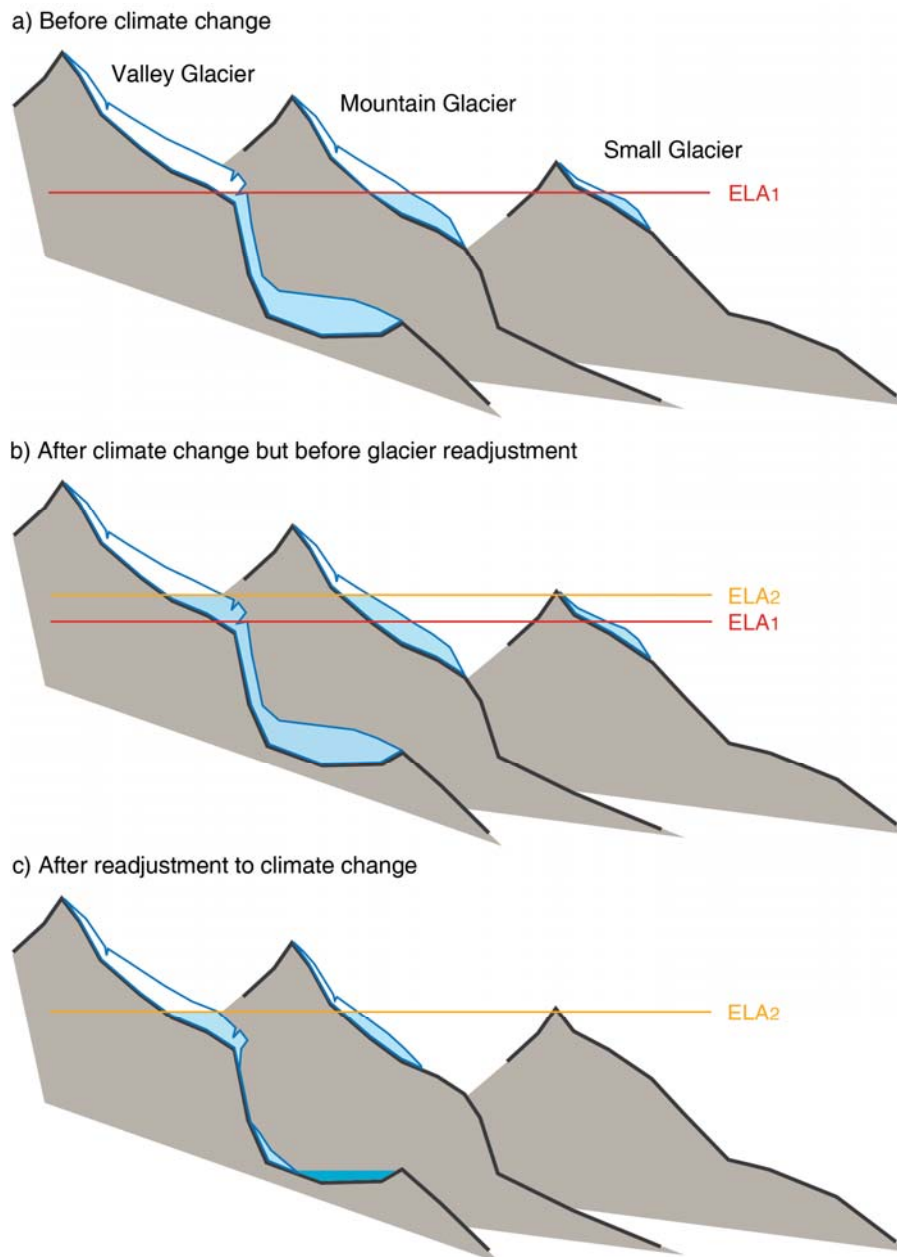 a) Before climate change
Valley Glacier
Mountain Glacier
Small Glacier
ELA1
b) After climate change but before glacier readjustment
ELA2
ELA1
c) After readjustment to climate change
ELA2